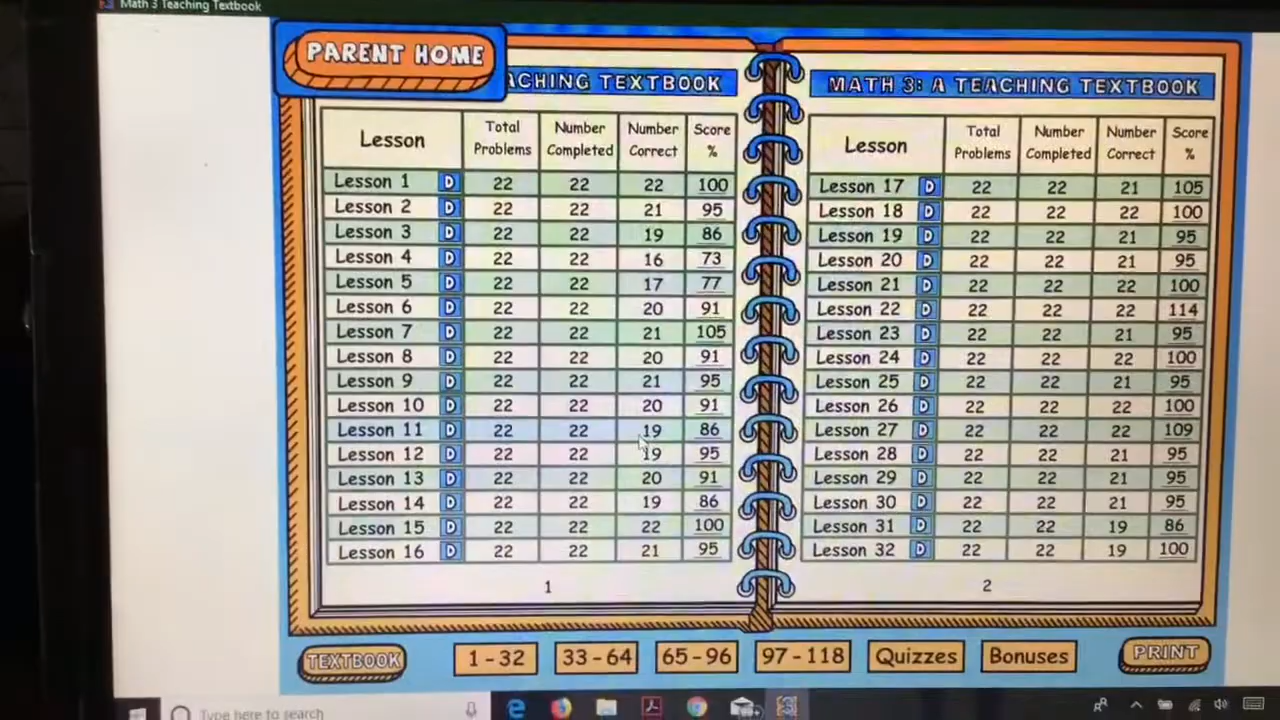 Math 3 Teaching Textbook
PARENT HOME
ACHING TEXTBOOK
Lesson Total Problems Number Completed Number Correct Score %
Lesson 1 D 22 22 22 100
Lesson 2 D 22 22 21 95
Lesson 3 D 22 22 19 86
Lesson 4 D 22 22 16 73
Lesson 5 D 22 22 17 77
Lesson 6 D 22 22 20 91
Lesson 7 D 22 22 21 105
Lesson 8 D 22 22 20 91
Lesson 9 D 22 22 21 95
Lesson 10 D 22 22 20 91
Lesson 11 D 22 22 19 86
Lesson 12 D 22 22 19 95
Lesson 13 D 22 22 20 91
Lesson 14 D 22 22 19 86
Lesson 15 D 22 22 22 100
Lesson 16 D 22 22 21 95
1
MATH 3: A TEACHING TEXTBOOK
Lesson Total Problems Number Completed Number Correct Score %
Lesson 17 D 22 22 21 105
Lesson 18 D 22 22 22 100
Lesson 19 D 22 22 21 95
Lesson 20 D 22 22 21 95
Lesson 21 D 22 22 22 100
Lesson 22 D 22 22 22 114
Lesson 23 D 22 22 21 95
Lesson 24 D 22 22 22 100
Lesson 25 D 22 22 21 95
Lesson 26 D 22 22 22 100
Lesson 27 D 22 22 22 109
Lesson 28 D 22 22 21 95
Lesson 29 D 22 22 21 95
Lesson 30 D 22 22 21 95
Lesson 31 D 22 22 19 86
Lesson 32 D 22 22 19 100
2
TEXTBOOK 1 - 32 33 - 64 65 - 96 97 - 118 Quizzes Bonuses PRINT
Type here to search